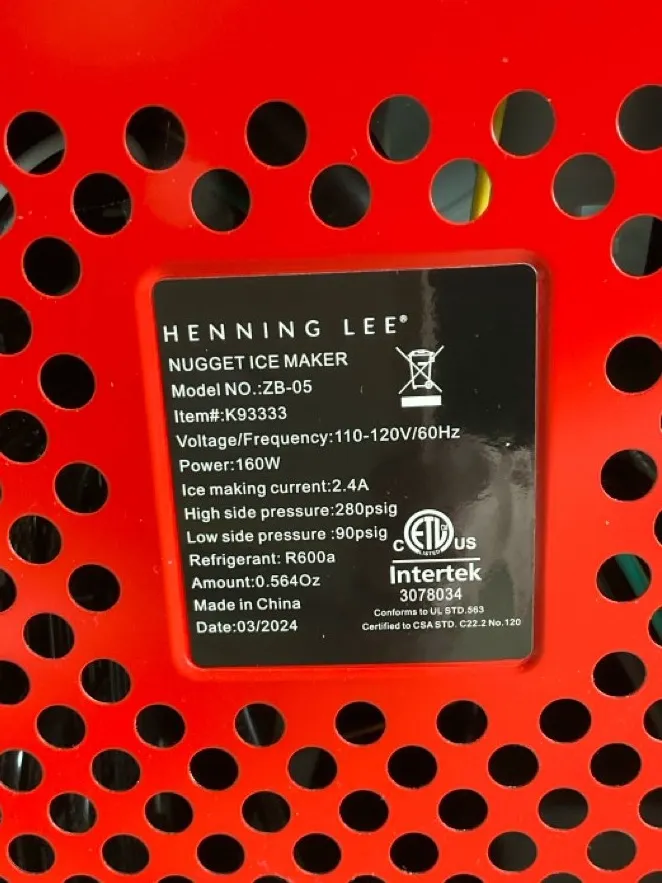 HENNING LEE®
NUGGET ICE MAKER
Model NO.:ZB-05
Item#:K93333
Voltage/Frequency:110-120V/60Hz
Power:160W
Ice making current:2.4A
High side pressure:280psig
Low side pressure :90psig
Refrigerant: R600a
Amount:0.564Oz
Made in China
Date:03/2024
C ETL US
LISTED
Intertek
3078034
Conforms to UL STD.563
Certified to CSA STD. C22.2 No.120